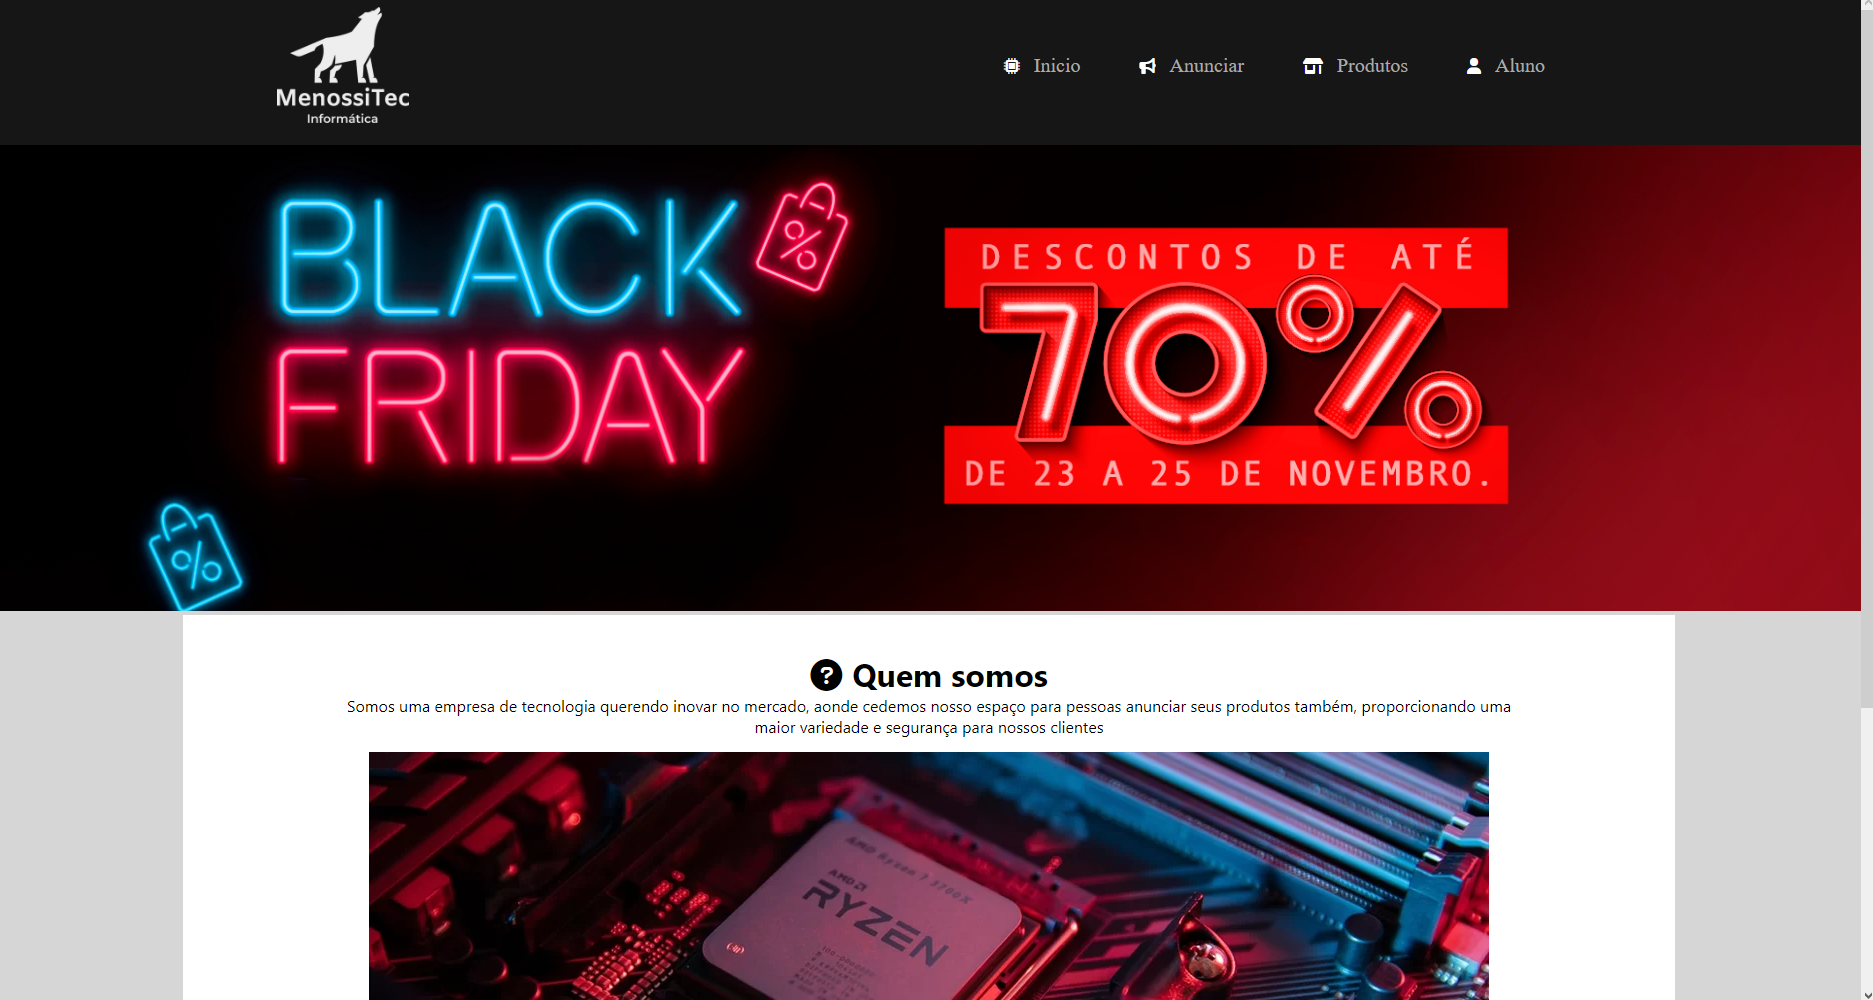 MenossiTec
Informática
Inicio
Anunciar
Produtos
Aluno
BLACK
FRIDAY
DESCONTOS DE ATÉ
70%
DE 23 A 25 DE NOVEMBRO.
Quem somos
Somos uma empresa de tecnologia querendo inovar no mercado, aonde cedemos nosso espaço para pessoas anunciar seus produtos também, proporcionando uma
maior variedade e segurança para nossos clientes
AMD Ryzen 7 3700X
AMD
RYZEN